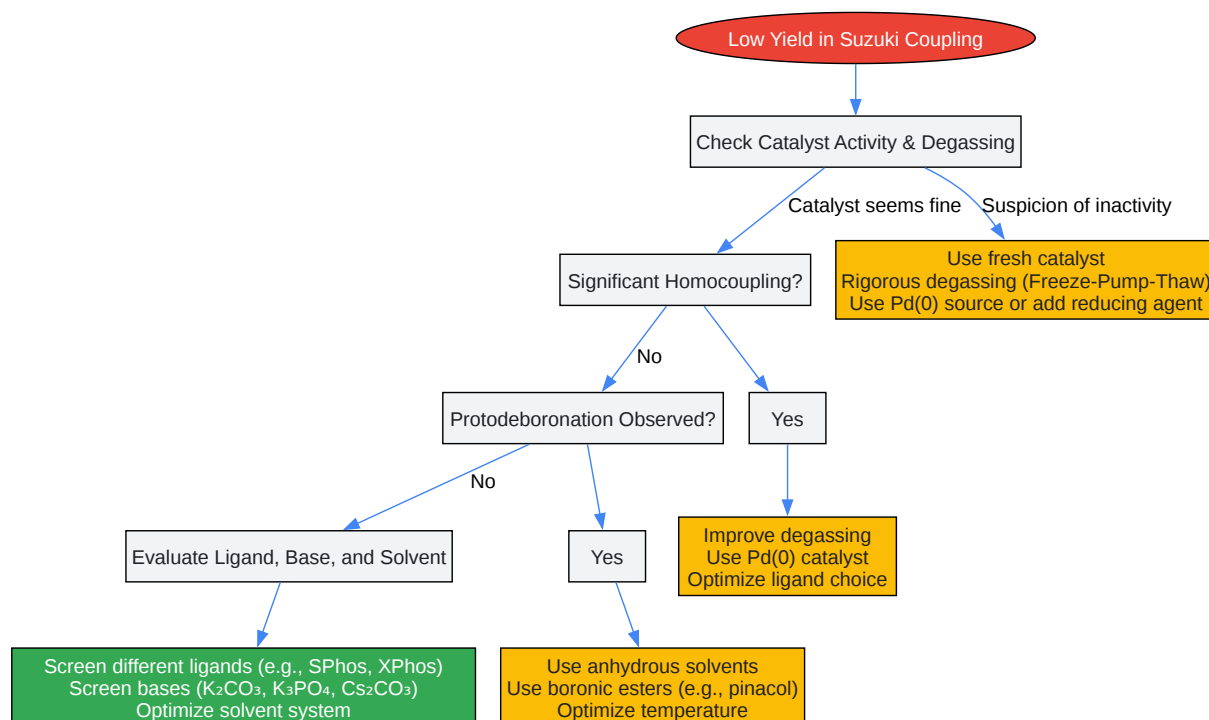 Low Yield in Suzuki Coupling
Check Catalyst Activity & Degassing
Catalyst seems fine
Suspicion of inactivity
Use fresh catalyst
Rigorous degassing (Freeze-Pump-Thaw)
Use Pd(0) source or add reducing agent
Significant Homocoupling?
No
Protodeboronation Observed?
Yes
No
Improve degassing
Use Pd(0) catalyst
Optimize ligand choice
Evaluate Ligand, Base, and Solvent
Yes
Screen different ligands (e.g., SPhos, XPhos)
Screen bases (K₂CO₃, K₃PO₄, Cs₂CO₃)
Optimize solvent system
Use anhydrous solvents
Use boronic esters (e.g., pinacol)
Optimize temperature